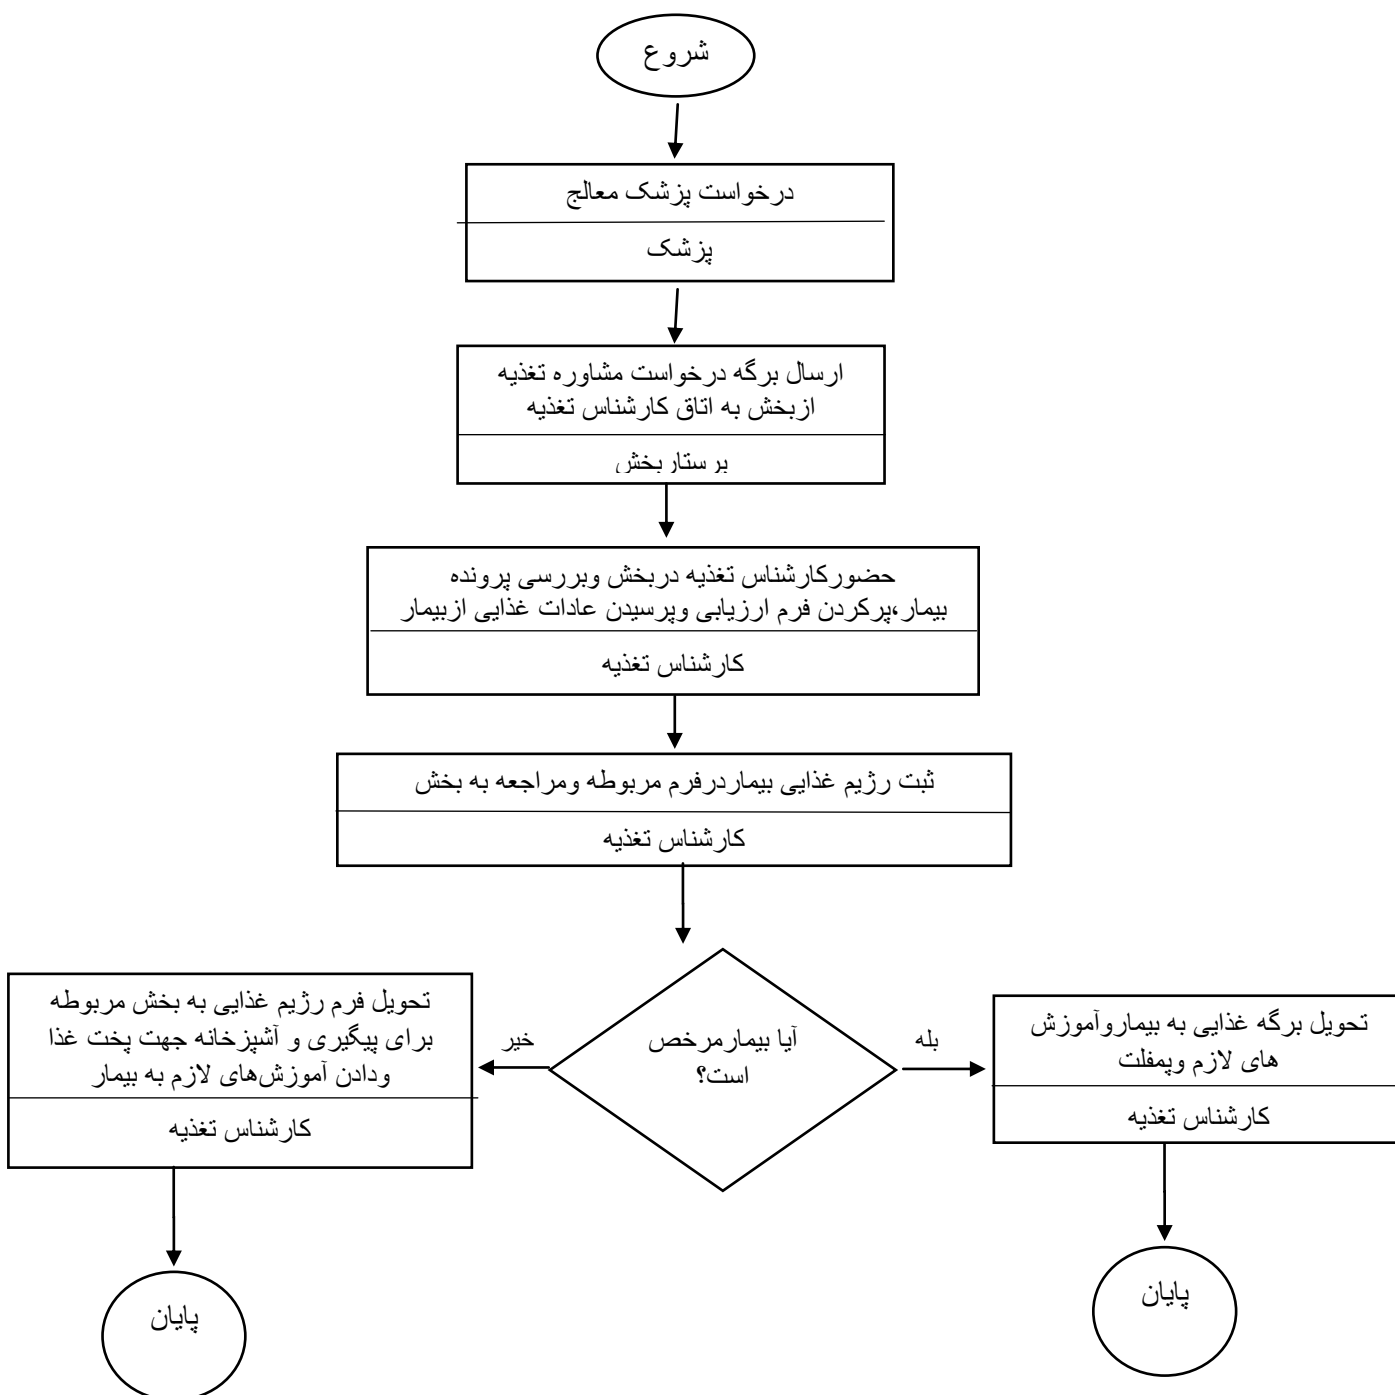 شروع
درخواست پزشک معالج
پزشک
ارسال برگه درخواست مشاوره تغذیه
ازبخش به اتاق کارشناس تغذیه
پرستاربخش
حضورکارشناس تغذیه دربخش وبررسی پرونده
بیمار،پرکردن فرم ارزیابی وپرسیدن عادات غذایی ازبیمار
کارشناس تغذیه
ثبت رژیم غذایی بیماردرفرم مربوطه ومراجعه به بخش
کارشناس تغذیه
آیا بیمارمرخص
است؟
بله
تحویل برگه غذایی به بیماروآموزش
های لازم وپمفلت
کارشناس تغذیه
پایان
خیر
تحویل فرم رژیم غذایی به بخش مربوطه
برای پیگیری و آشپزخانه جهت پخت غذا
ودادن آموزش‌های لازم به بیمار
کارشناس تغذیه
پایان